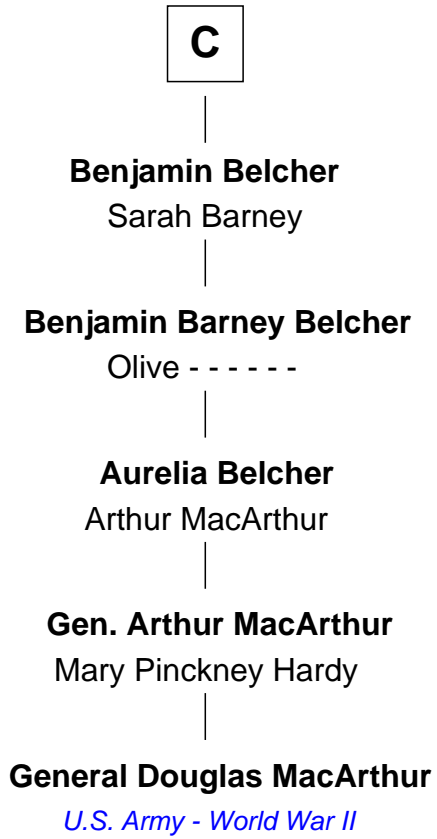 C
Benjamin Belcher
Sarah Barney
Benjamin Barney Belcher
Olive - - - - - -
Aurelia Belcher
Arthur MacArthur
Gen. Arthur MacArthur
Mary Pinckney Hardy
General Douglas MacArthur
U.S. Army - World War II